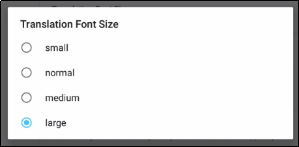 Translation Font Size
small
normal
medium
large